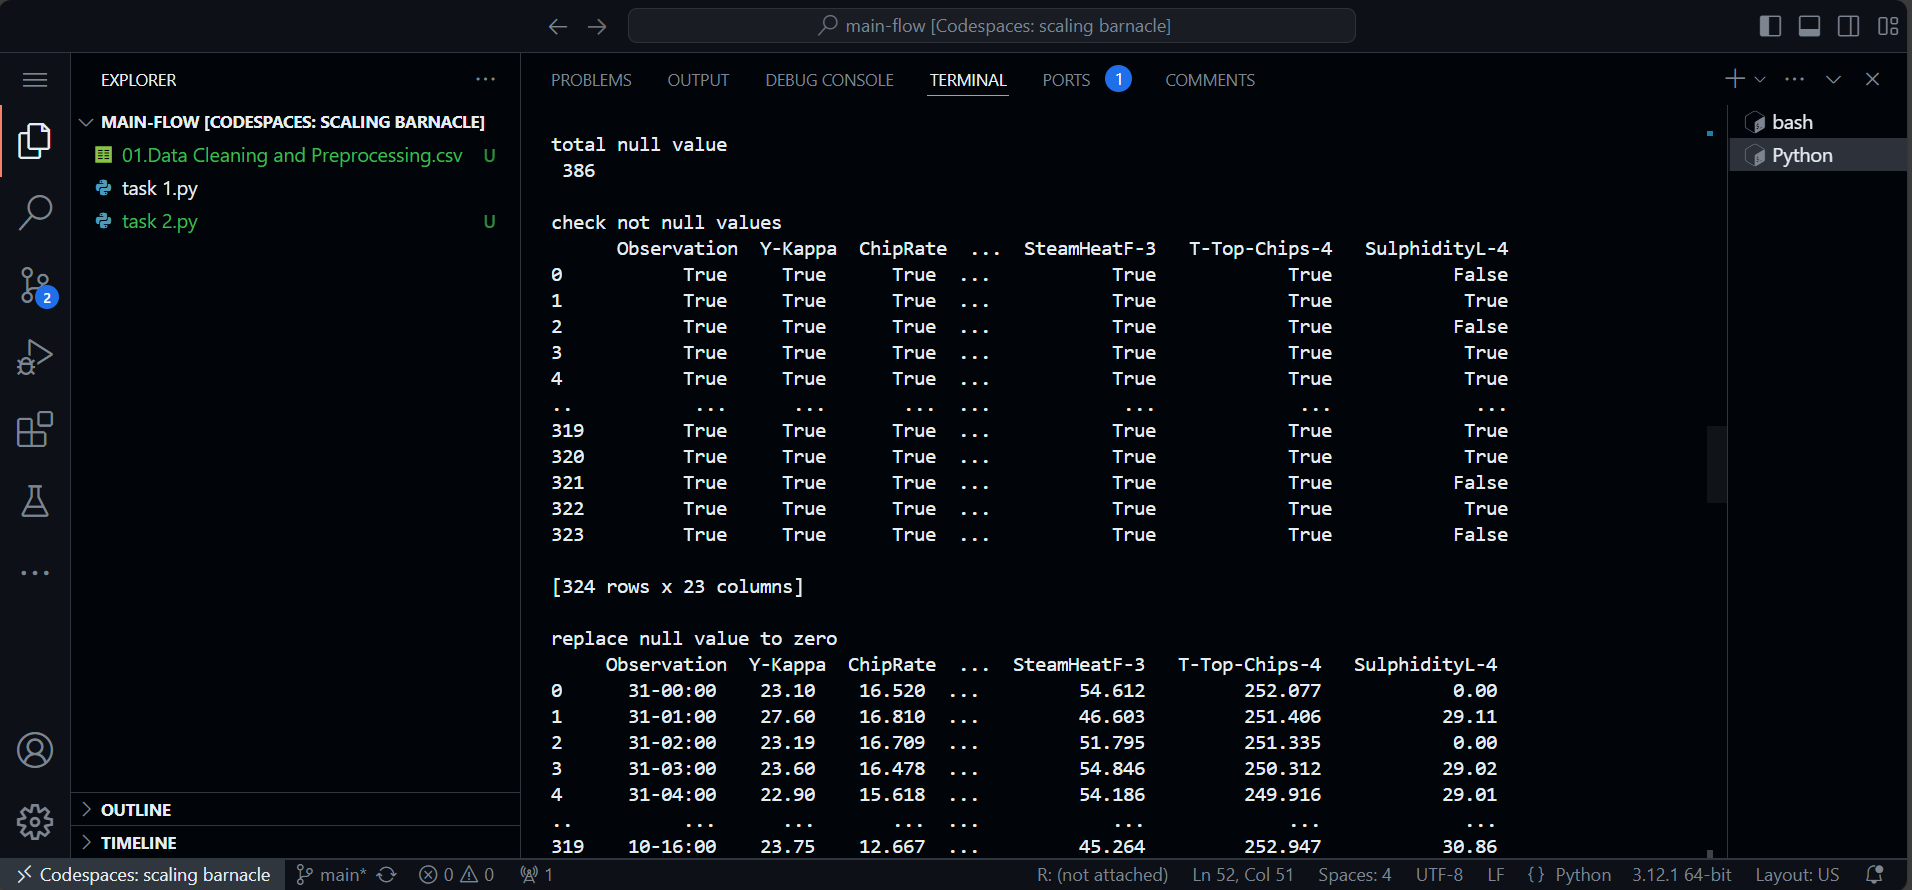 main-flow [Codespaces: scaling barnacle]
EXPLORER
MAIN-FLOW [CODESPACES: SCALING BARNACLE]
01.Data Cleaning and Preprocessing.csv U
task 1.py
task 2.py U
2
OUTLINE
TIMELINE
PROBLEMS OUTPUT DEBUG CONSOLE TERMINAL PORTS 1 COMMENTS
bash
Python
total null value
386
check not null values
Observation Y-Kappa ChipRate ... SteamHeatF-3 T-Top-Chips-4 SulphidityL-4
0 True True True ... True True False
1 True True True ... True True True
2 True True True ... True True False
3 True True True ... True True True
4 True True True ... True True True
.. ... ... ... ... ... ... ...
319 True True True ... True True True
320 True True True ... True True True
321 True True True ... True True False
322 True True True ... True True True
323 True True True ... True True False
[324 rows x 23 columns]
replace null value to zero
Observation Y-Kappa ChipRate ... SteamHeatF-3 T-Top-Chips-4 SulphidityL-4
0 31-00:00 23.10 16.520 ... 54.612 252.077 0.00
1 31-01:00 27.60 16.810 ... 46.603 251.406 29.11
2 31-02:00 23.19 16.709 ... 51.795 251.335 0.00
3 31-03:00 23.60 16.478 ... 54.846 250.312 29.02
4 31-04:00 22.90 15.618 ... 54.186 249.916 29.01
.. ... ... ... ... ... ... ...
319 10-16:00 23.75 12.667 ... 45.264 252.947 30.86
Codespaces: scaling barnacle main* 0 0 1 R: (not attached) Ln 52, Col 51 Spaces: 4 UTF-8 LF {} Python 3.12.1 64-bit Layout: US